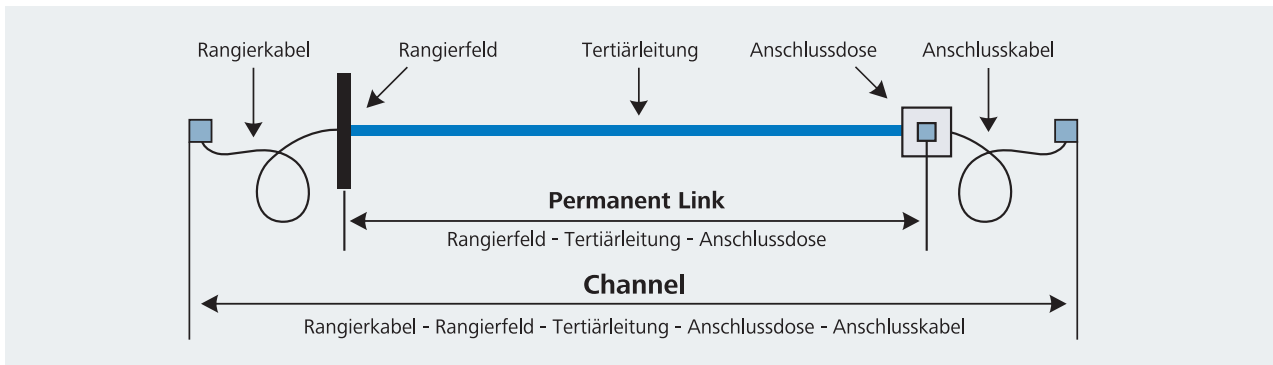 Rangierkabel
Rangierfeld
Tertiärleitung
Anschlussdose
Anschlusskabel
Permanent Link
Rangierfeld - Tertiärleitung - Anschlussdose
Channel
Rangierkabel - Rangierfeld - Tertiärleitung - Anschlussdose - Anschlusskabel